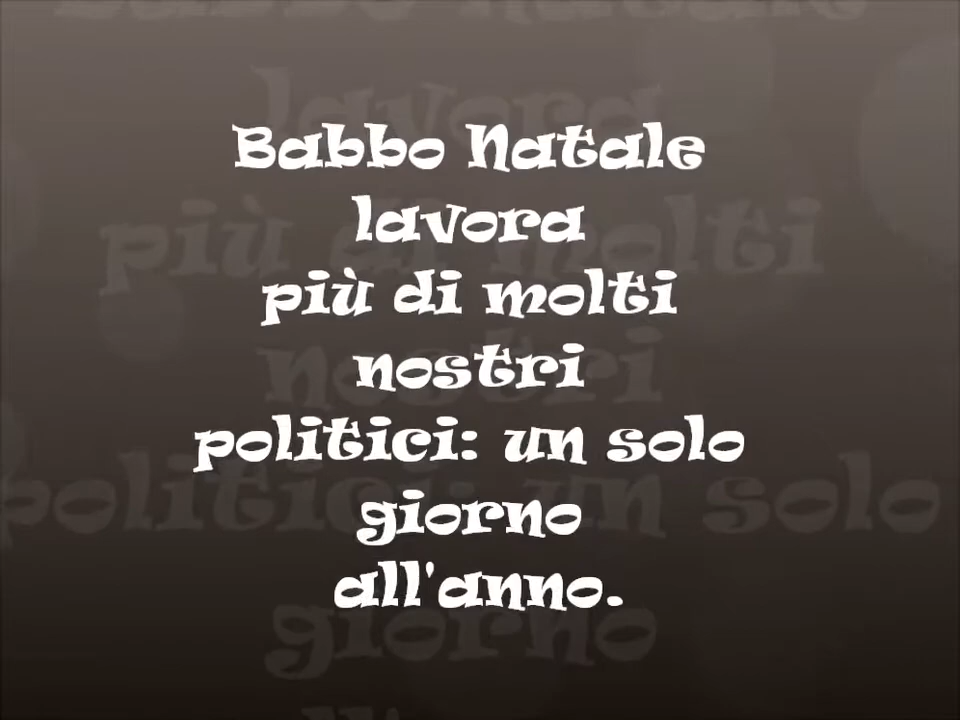 Babbo Natale
lavora
più di molti
nostri
politici: un solo
giorno
all'anno.